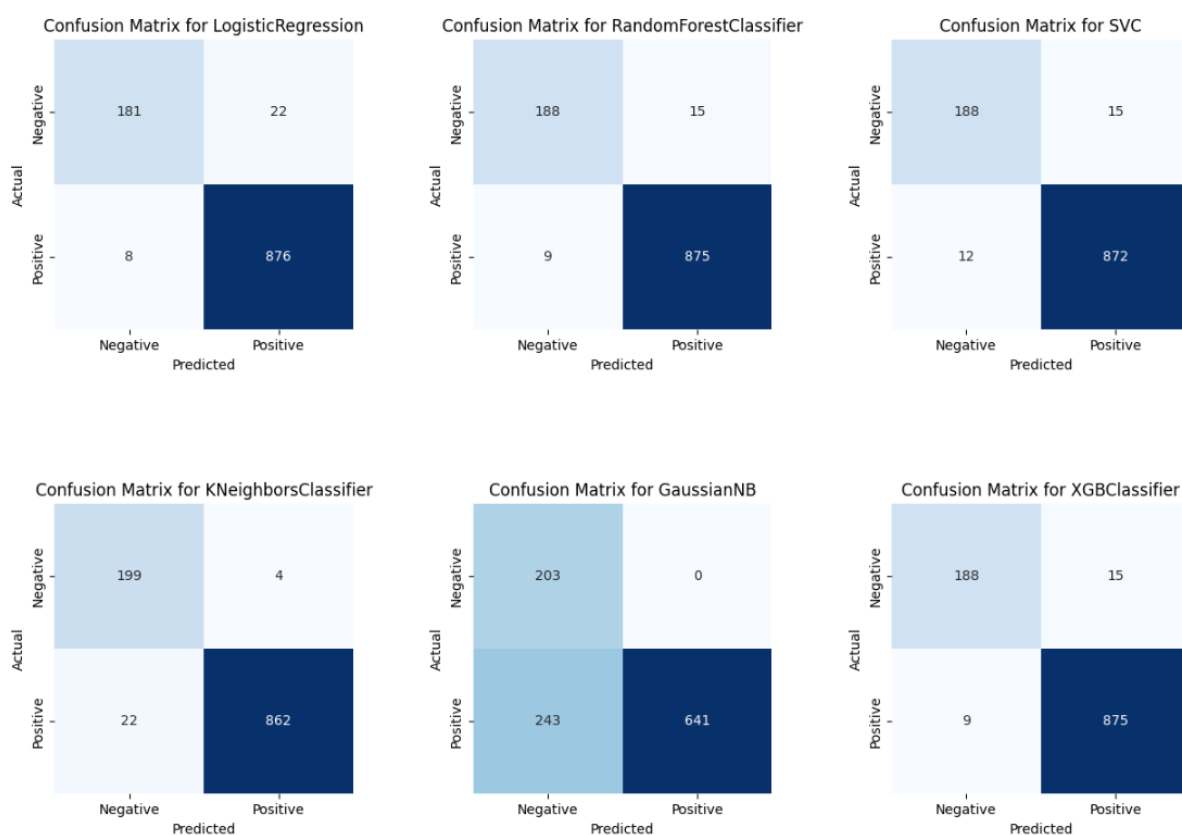 Confusion Matrix for LogisticRegression
Negative
181
22
Actual
Positive
8
876
Negative
Positive
Predicted
Confusion Matrix for RandomForestClassifier
Negative
188
15
Actual
Positive
9
875
Negative
Positive
Predicted
Confusion Matrix for SVC
Negative
188
15
Actual
Positive
12
872
Negative
Positive
Predicted
Confusion Matrix for KNeighborsClassifier
Negative
199
4
Actual
Positive
22
862
Negative
Positive
Predicted
Confusion Matrix for GaussianNB
Negative
203
0
Actual
Positive
243
641
Negative
Positive
Predicted
Confusion Matrix for XGBClassifier
Negative
188
15
Actual
Positive
9
875
Negative
Positive
Predicted